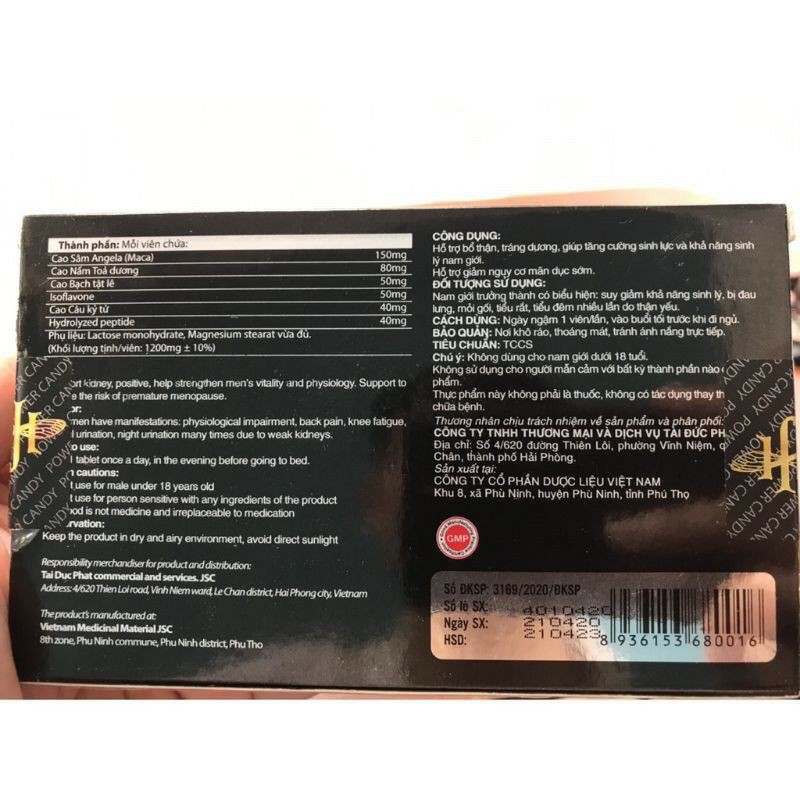 Thành phần: Mỗi viên chứa:
Cao Sâm Angela (Maca) 150mg
Cao Nấm Toả dương 80mg
Cao Bạch tật lê 50mg
Isoflavone 50mg
Cao Câu kỷ tử 40mg
Hydrolyzed peptide 40mg
Phụ liệu: Lactose monohydrate, Magnesium stearat vừa đủ.
(Khối lượng tịnh/viên: 1200mg ± 10%)
kidney, positive, help strengthen men's vitality and physiology. Support to
the risk of premature menopause.
men have manifestations: physiological impairment, back pain, knee fatigue,
urination, night urination many times due to weak kidneys.
use:
tablet once a day, in the evening before going to bed.
cautions:
use for male under 18 years old
use for person sensitive with any ingredients of the product
is not medicine and irreplaceable to medication
Keep the product in dry and airy environment, avoid direct sunlight
Responsibility merchandiser for product and distribution:
Tai Duc Phat commercial and services. JSC
Address: 4/620 Thien Loi road, Vinh Niem ward, Le Chan district, Hai Phong city, Vietnam
The product's manufactured at:
Vietnam Medicinal Material JSC
8th zone, Phu Ninh commune, Phu Ninh district, Phu Tho
CÔNG DỤNG:
Hỗ trợ bổ thận, tráng dương, giúp tăng cường sinh lực và khả năng sinh
lý nam giới.
Hỗ trợ giảm nguy cơ mãn dục sớm.
ĐỐI TƯỢNG SỬ DỤNG:
Nam giới trưởng thành có biểu hiện: suy giảm khả năng sinh lý, bị đau
lưng, mỏi gối, tiểu rắt, tiểu đêm nhiều lần do thận yếu.
CÁCH DÙNG: Ngày ngậm 1 viên/lần, vào buổi tối trước khi đi ngủ.
BẢO QUẢN: Nơi khô ráo, thoáng mát, tránh ánh nắng trực tiếp.
TIÊU CHUẨN: TCCS
Chú ý: Không dùng cho nam giới dưới 18 tuổi.
Không sử dụng cho người mẫn cảm với bất kỳ thành phần nào
phẩm.
Thực phẩm này không phải là thuốc, không có tác dụng thay
chữa bệnh.
Thương nhân chịu trách nhiệm về sản phẩm và phân phối:
CÔNG TY TNHH THƯƠNG MẠI VÀ DỊCH VỤ TÀI ĐỨC
Địa chỉ: Số 4/620 đường Thiên Lôi, phường Vĩnh Niệm,
Chân, thành phố Hải Phòng.
Sản xuất tại:
CÔNG TY CỔ PHẦN DƯỢC LIỆU VIỆT NAM
Khu 8, xã Phù Ninh, huyện Phù Ninh, tỉnh Phú Thọ
GMP
Số ĐKSP: 3169/2020/ĐKSP
Số lô SX: 4010420
Ngày SX: 210420
HSD: 210423
8 936153 680016
CANDY POWER CANDY
H
CANDY POWER CANDY
H